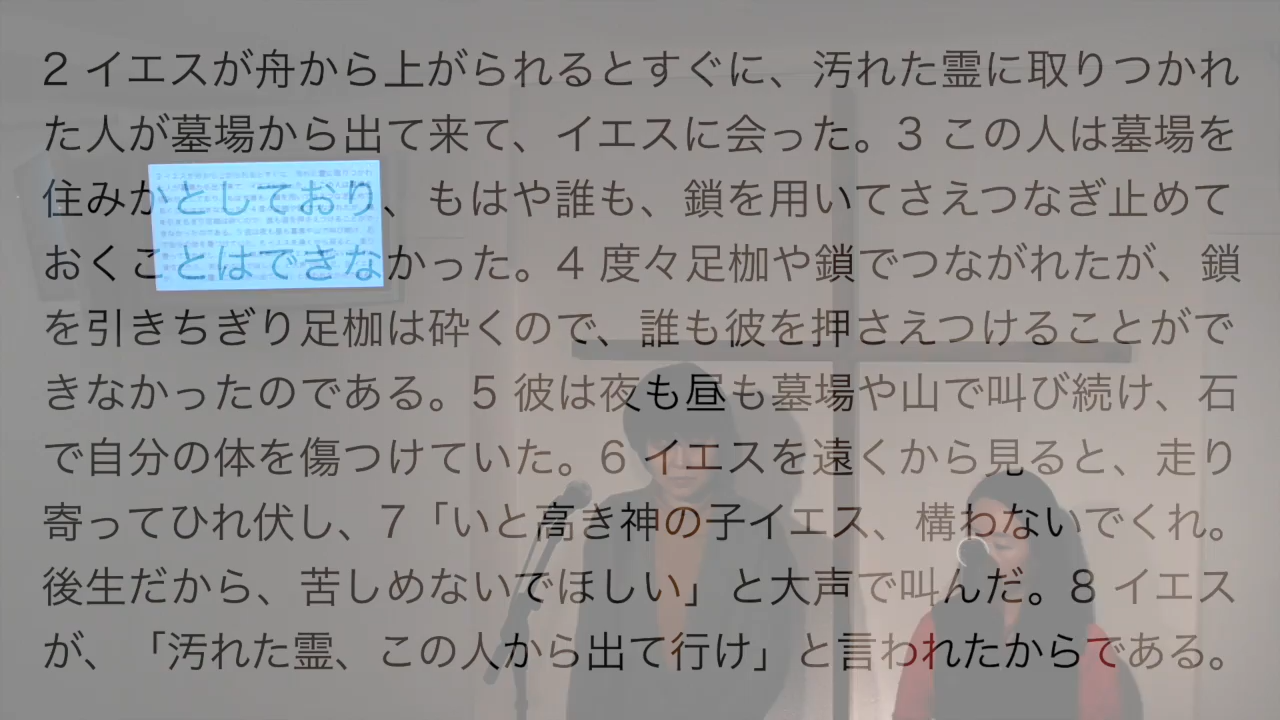 2 イエスが舟から上がられるとすぐに、汚れた霊に取りつかれ
た人が墓場から出て来て、イエスに会った。3 この人は墓場を
住みかとしており、もはや誰も、鎖を用いてさえつなぎ止めて
おくことはできなかった。4 度々足枷や鎖でつながれたが、鎖
を引きちぎり足枷は砕くので、誰も彼を押さえつけることがで
きなかったのである。5 彼は夜も昼も墓場や山で叫び続け、石
で自分の体を傷つけていた。6 イエスを遠くから見ると、走り
寄ってひれ伏し、7「いと高き神の子イエス、構わないでくれ。
後生だから、苦しめないでほしい」と大声で叫んだ。8 イエス
が、「汚れた霊、この人から出て行け」と言われたからである。